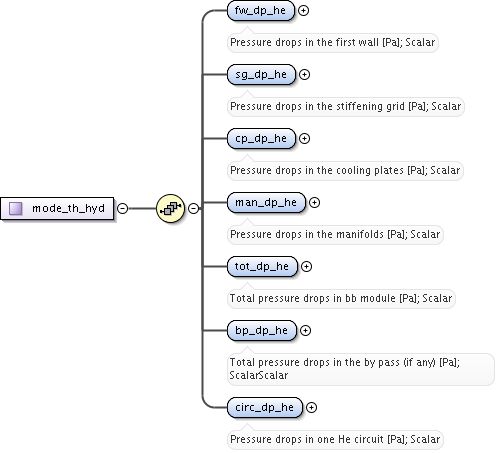 fw_dp_he
Pressure drops in the first wall [Pa]; Scalar
sg_dp_he
Pressure drops in the stiffening grid [Pa]; Scalar
cp_dp_he
Pressure drops in the cooling plates [Pa]; Scalar
mode_th_hyd
man_dp_he
Pressure drops in the manifolds [Pa]; Scalar
tot_dp_he
Total pressure drops in bb module [Pa]; Scalar
bp_dp_he
Total pressure drops in the by pass (if any) [Pa];
ScalarScalar
circ_dp_he
Pressure drops in one He circuit [Pa]; Scalar